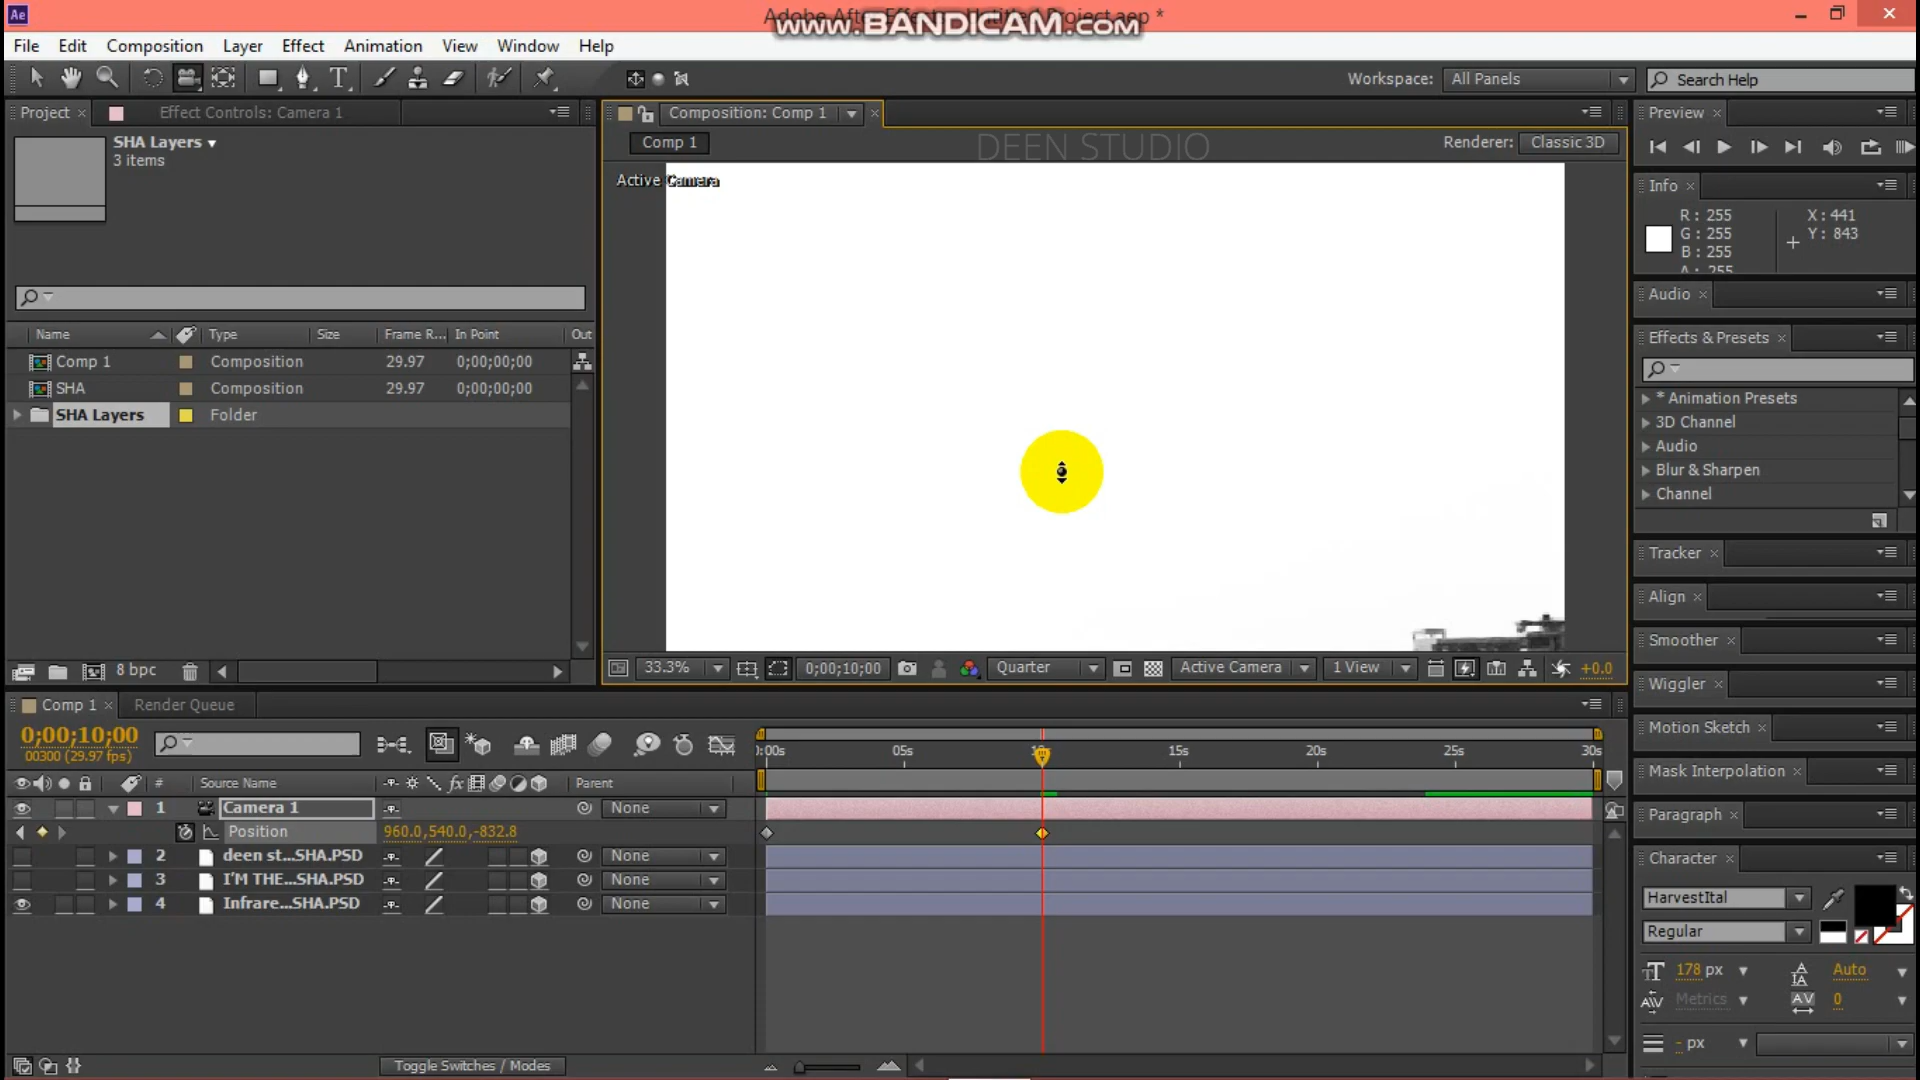 Ae
Adobe After Effects - Untitled Project.aep *
www.BANDICAM.com
File Edit Composition Layer Effect Animation View Window Help
Workspace: All Panels
Search Help
Project
Effect Controls: Camera 1
Composition: Comp 1
Preview
SHA Layers
3 items
Comp 1
DEEN STUDIO
Renderer: Classic 3D
Active Camera
Info
R: 255
G: 255
B: 255
A: 255
X: 441
Y: 843
Audio
Effects & Presets
* Animation Presets
3D Channel
Audio
Blur & Sharpen
Channel
Name Type Size Frame R... In Point Out
Comp 1 Composition 29.97 0;00;00;00
SHA Composition 29.97 0;00;00;00
SHA Layers Folder
8 bpc
33.3% 0;00;10;00 Quarter Active Camera 1 View +0.0
Tracker
Align
Smoother
Wiggler
Motion Sketch
Mask Interpolation
Paragraph
Character
HarvestItal
Regular
178 px Auto
Metrics 0
- px
Comp 1 Render Queue
0;00;10;00
00300 (29.97 fps)
:00s 05s 10s 15s 20s 25s 30s
# Source Name Parent
1 Camera 1 None
Position 960.0,540.0,-832.8
2 deen st...SHA.PSD None
3 I'M THE...SHA.PSD None
4 Infrare...SHA.PSD None
Toggle Switches / Modes